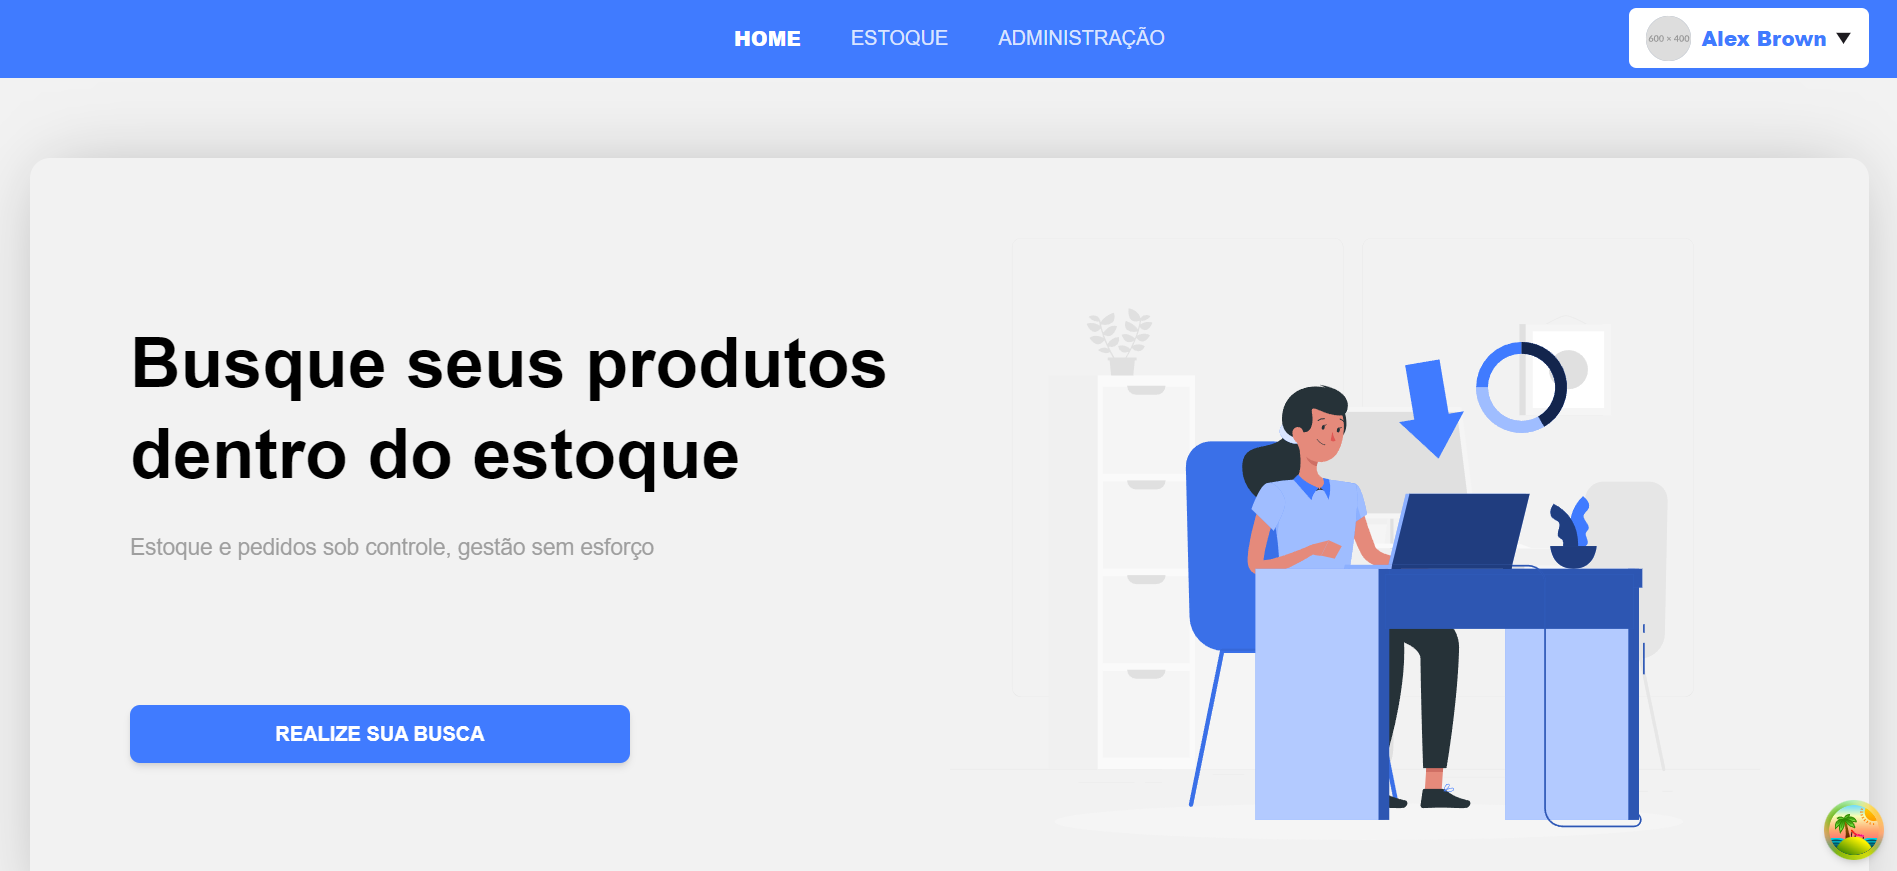 HOME
ESTOQUE
ADMINISTRAÇÃO
600 × 400
Alex Brown
Busque seus produtos
dentro do estoque
Estoque e pedidos sob controle, gestão sem esforço
REALIZE SUA BUSCA